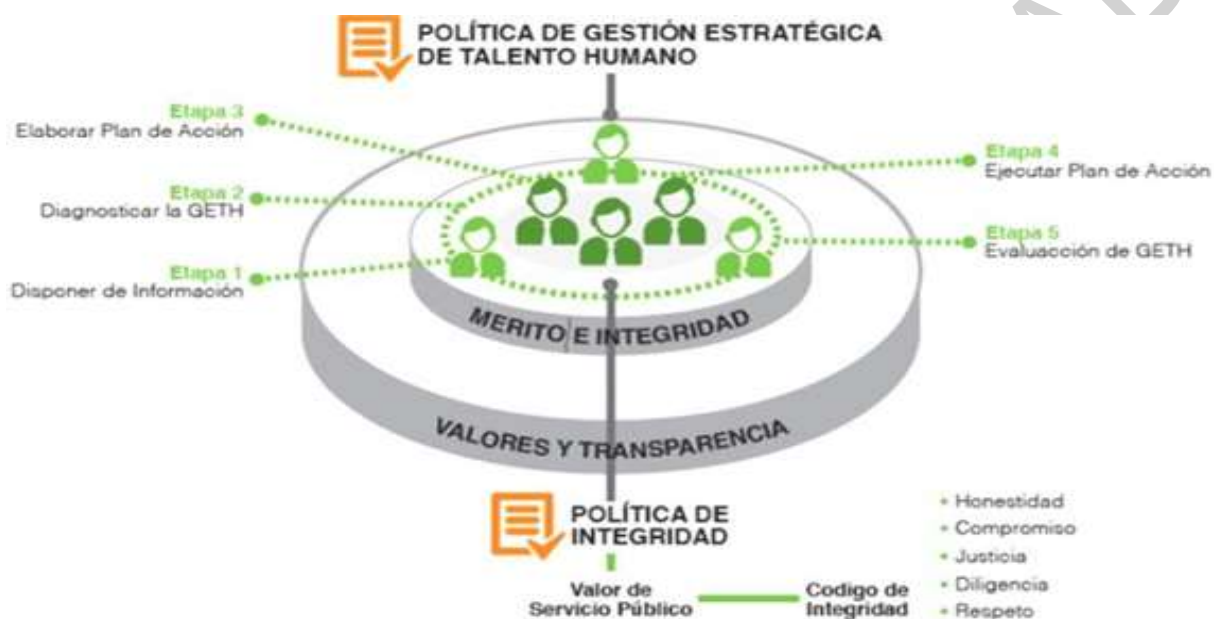 POLÍTICA DE GESTIÓN ESTRATÉGICA
DE TALENTO HUMANO
Etapa 3
Elaborar Plan de Acción
Etapa 2
Diagnosticar la GETH
Etapa 1
Disponer de Información
Etapa 4
Ejecutar Plan de Acción
Etapa 5
Evaluacción de GETH
MERITO E INTEGRIDAD
VALORES Y TRANSPARENCIA
POLÍTICA DE
INTEGRIDAD
Valor de
Servicio Público
Codigo de
Integridad
• Honestidad
• Compromiso
• Justicia
• Diligencia
• Respeto